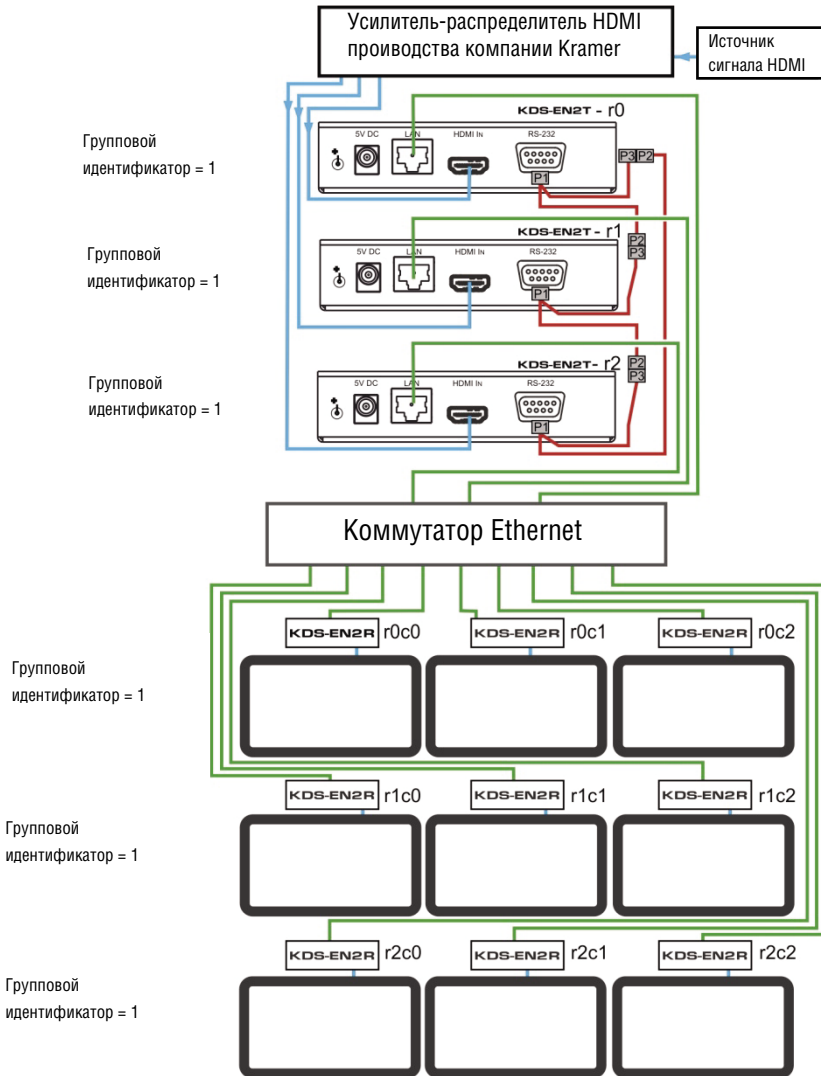 Усилитель-распределитель HDMI
проиводства компании Kramer
Источник
сигнала HDMI
KDS-EN2T - r0
Групповой
идентификатор = 1
5V DC LAN HDMI IN RS-232
P3 P2
P1
KDS-EN2T - r1
Групповой
идентификатор = 1
5V DC LAN HDMI IN RS-232
P2
P3
P1
KDS-EN2T- r2
Групповой
идентификатор = 1
5V DC LAN HDMI IN RS-232
P2
P3
P1
Коммутатор Ethernet
KDS-EN2R r0c0 KDS-EN2R r0c1 KDS-EN2R r0c2
Групповой
идентификатор = 1
KDS-EN2R r1c0 KDS-EN2R r1c1 KDS-EN2R r1c2
Групповой
идентификатор = 1
KDS-EN2R r2c0 KDS-EN2R r2c1 KDS-EN2R r2c2
Групповой
идентификатор = 1